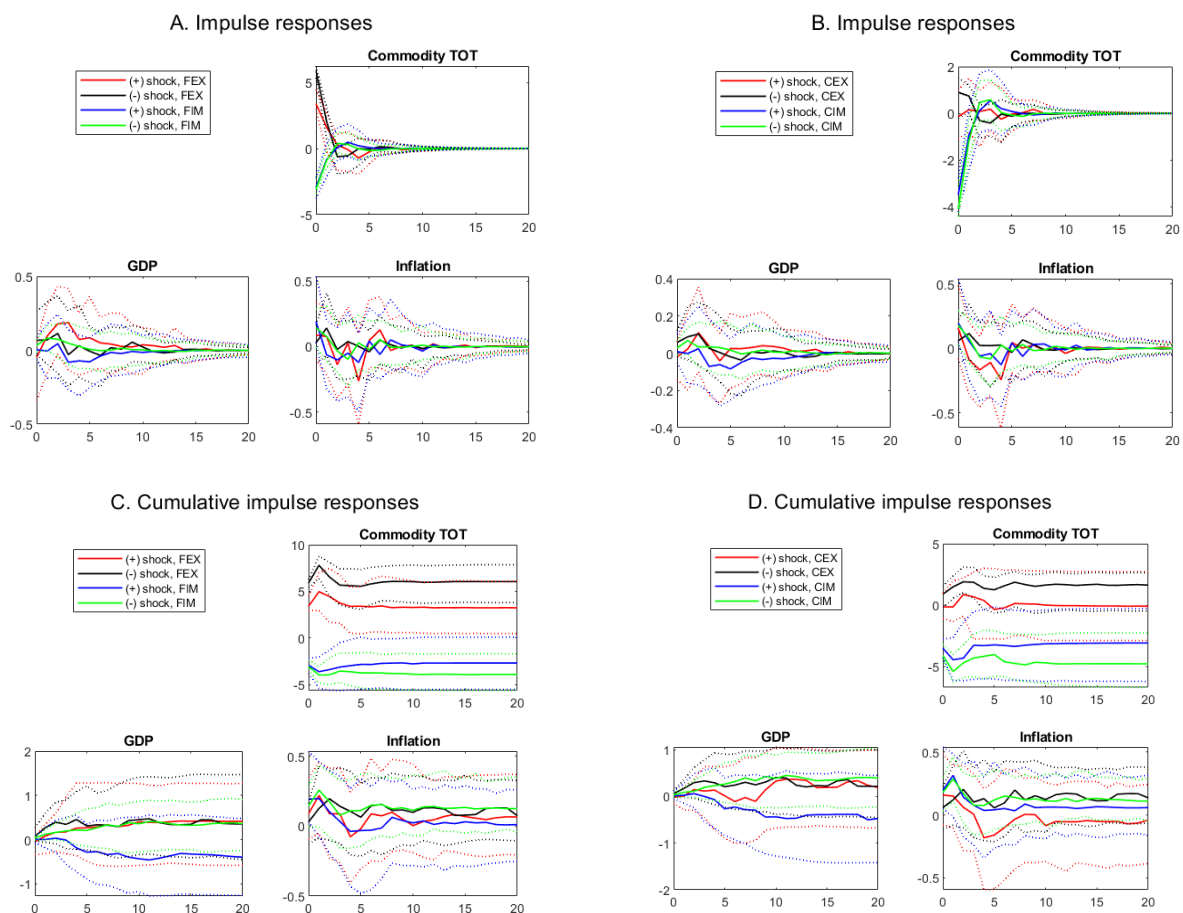 A. Impulse responses
Commodity TOT
(+) shock, FEX
(-) shock, FEX
(+) shock, FIM
(-) shock, FIM
5
0
-5
0 5 10 15 20
GDP
0.5
0
-0.5
0 5 10 15 20
Inflation
0.5
0
-0.5
0 5 10 15 20
B. Impulse responses
Commodity TOT
(+) shock, CEX
(-) shock, CEX
(+) shock, CIM
(-) shock, CIM
2
0
-2
-4
0 5 10 15 20
GDP
0.4
0.2
0
-0.2
-0.4
0 5 10 15 20
Inflation
0.5
0
-0.5
0 5 10 15 20
C. Cumulative impulse responses
Commodity TOT
(+) shock, FEX
(-) shock, FEX
(+) shock, FIM
(-) shock, FIM
10
5
0
-5
0 5 10 15 20
GDP
2
1
0
-1
0 5 10 15 20
Inflation
0.5
0
-0.5
0 5 10 15 20
D. Cumulative impulse responses
Commodity TOT
(+) shock, CEX
(-) shock, CEX
(+) shock, CIM
(-) shock, CIM
5
0
-5
0 5 10 15 20
GDP
1
0
-1
-2
0 5 10 15 20
Inflation
0.5
0
-0.5
0 5 10 15 20